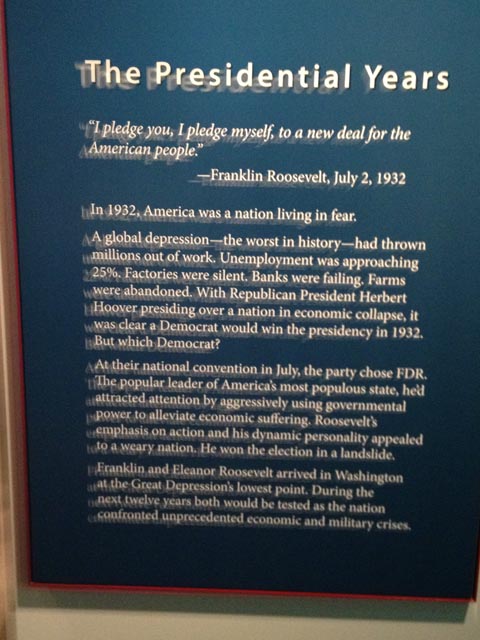 The Presidential Years
"I pledge you, I pledge myself, to a new deal for the
American people."
—Franklin Roosevelt, July 2, 1932
In 1932, America was a nation living in fear.
A global depression—the worst in history—had thrown
millions out of work. Unemployment was approaching
25%. Factories were silent. Banks were failing. Farms
were abandoned. With Republican President Herbert
Hoover presiding over a nation in economic collapse, it
was clear a Democrat would win the presidency in 1932.
But which Democrat?
At their national convention in July, the party chose FDR.
The popular leader of America's most populous state, he'd
attracted attention by aggressively using governmental
power to alleviate economic suffering. Roosevelt's
emphasis on action and his dynamic personality appealed
to a weary nation. He won the election in a landslide.
Franklin and Eleanor Roosevelt arrived in Washington
at the Great Depression's lowest point. During the
next twelve years both would be tested as the nation
confronted unprecedented economic and military crises.